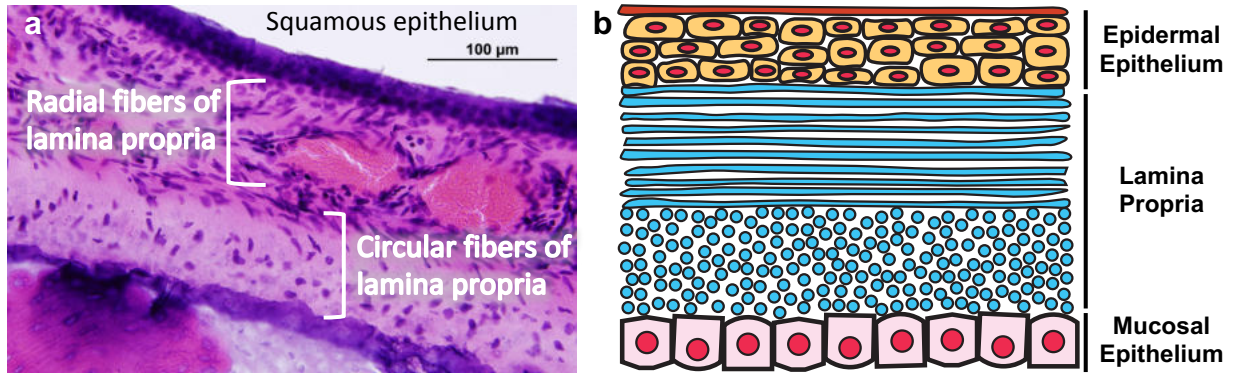 a
Squamous epithelium
100 μm
Radial fibers of
lamina propria
Circular fibers of
lamina propria
b
Epidermal
Epithelium
Lamina
Propria
Mucosal
Epithelium